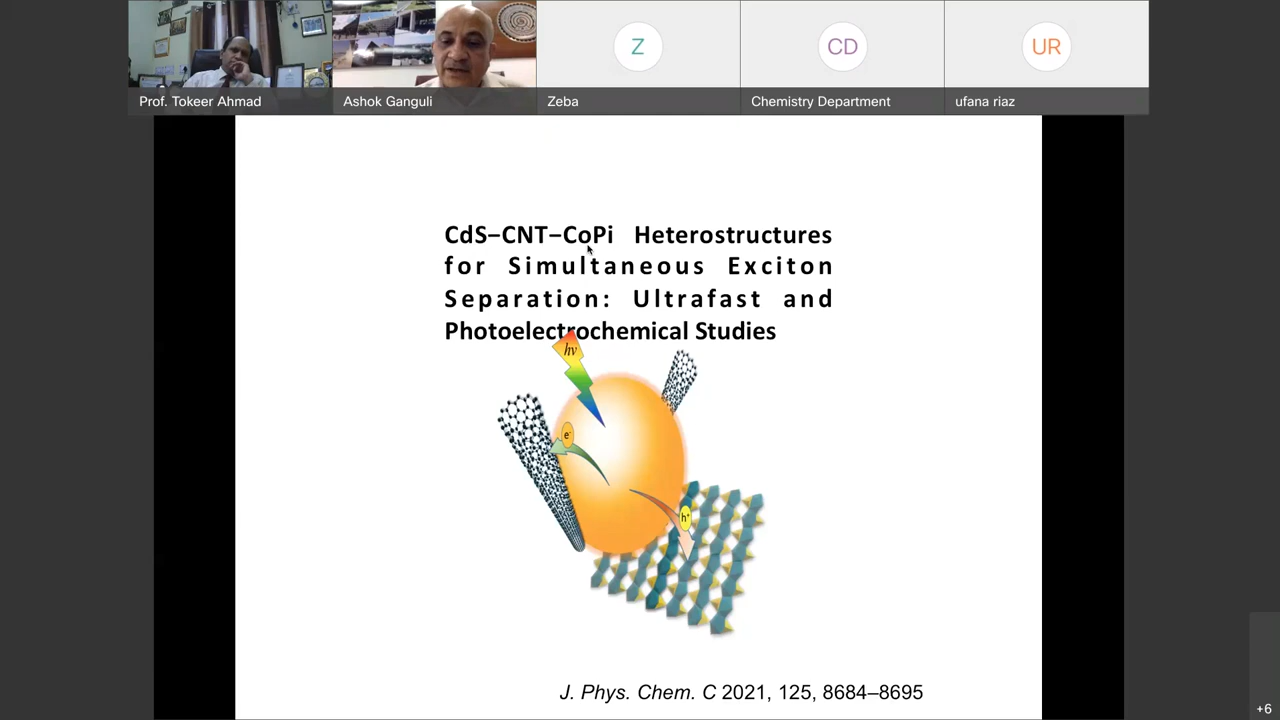 Z
CD
UR
Prof. Tokeer Ahmad
Ashok Ganguli
Zeba
Chemistry Department
ufana riaz
CdS–CNT–CoPi Heterostructures
for Simultaneous Exciton
Separation: Ultrafast and
Photoelectrochemical Studies
hν
e-
h+
J. Phys. Chem. C 2021, 125, 8684–8695
+6